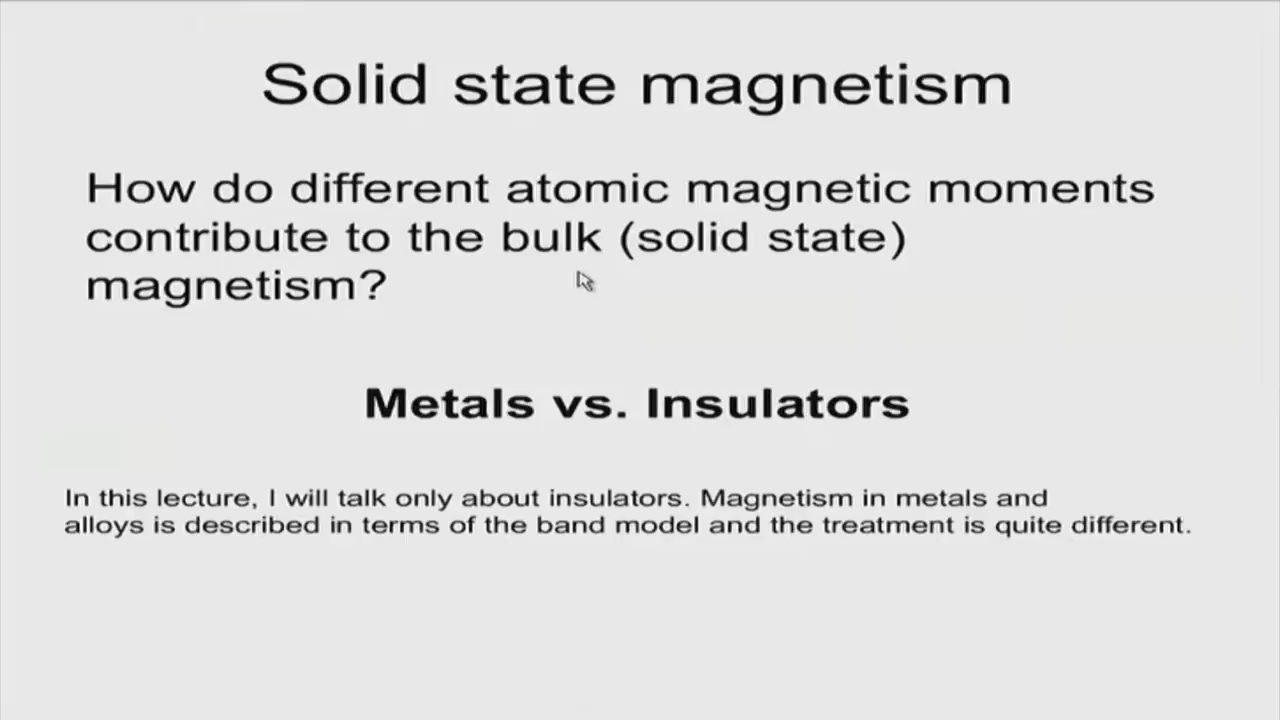 Solid state magnetism
How do different atomic magnetic moments
contribute to the bulk (solid state)
magnetism?
Metals vs. Insulators
In this lecture, I will talk only about insulators. Magnetism in metals and
alloys is described in terms of the band model and the treatment is quite different.